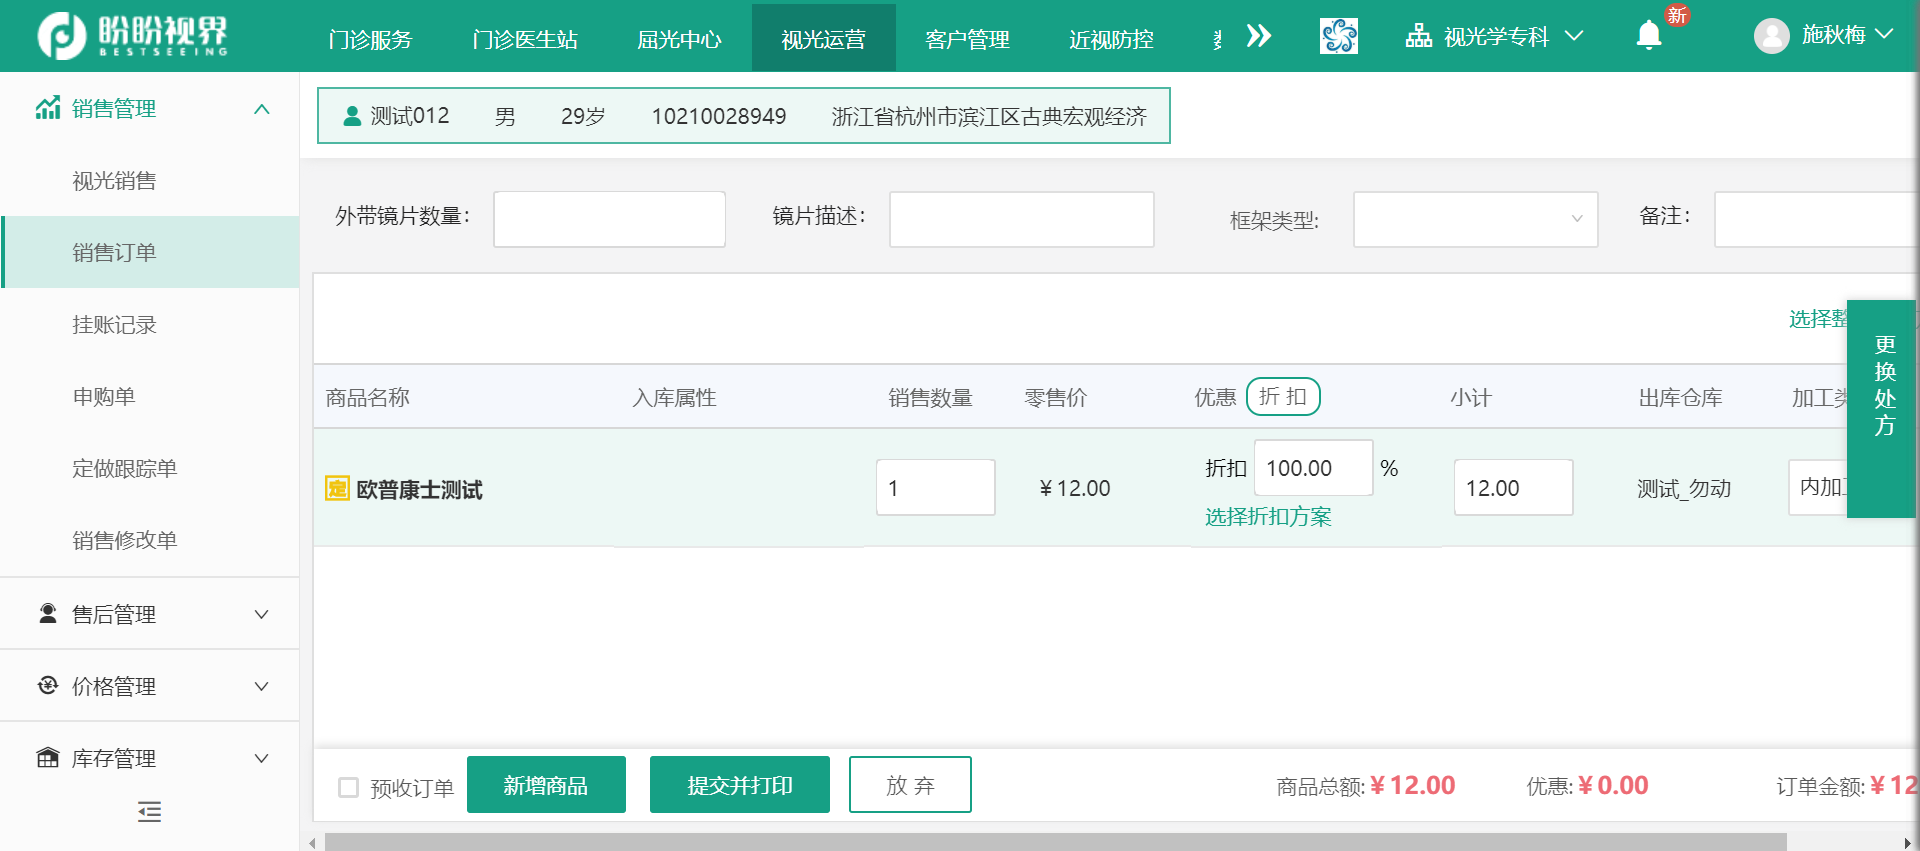 盼盼视界
BESTSEEING
门诊服务
门诊医生站
屈光中心
视光运营
客户管理
近视防控
视光学专科
新
施秋梅
销售管理
视光销售
销售订单
挂账记录
申购单
定做跟踪单
销售修改单
售后管理
价格管理
库存管理
测试012 男 29岁 10210028949 浙江省杭州市滨江区古典宏观经济
外带镜片数量：
镜片描述：
框架类型:
备注：
选择整
更换处方
商品名称 入库属性 销售数量 零售价 优惠 折 扣 小计 出库仓库 加工类
定 欧普康士测试 1 ¥ 12.00 折扣 100.00 % 12.00 测试_勿动 内加工
选择折扣方案
预收订单 新增商品 提交并打印 放 弃 商品总额: ¥ 12.00 优惠: ¥ 0.00 订单金额: ¥ 12